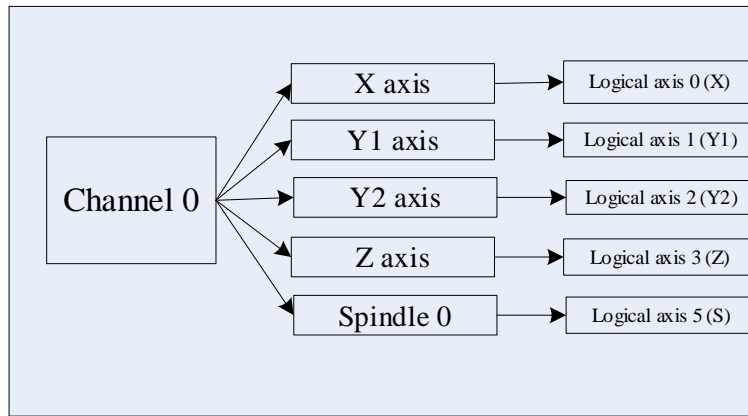 X axis
Logical axis 0 (X)
Y1 axis
Logical axis 1 (Y1)
Channel 0
Y2 axis
Logical axis 2 (Y2)
Z axis
Logical axis 3 (Z)
Spindle 0
Logical axis 5 (S)